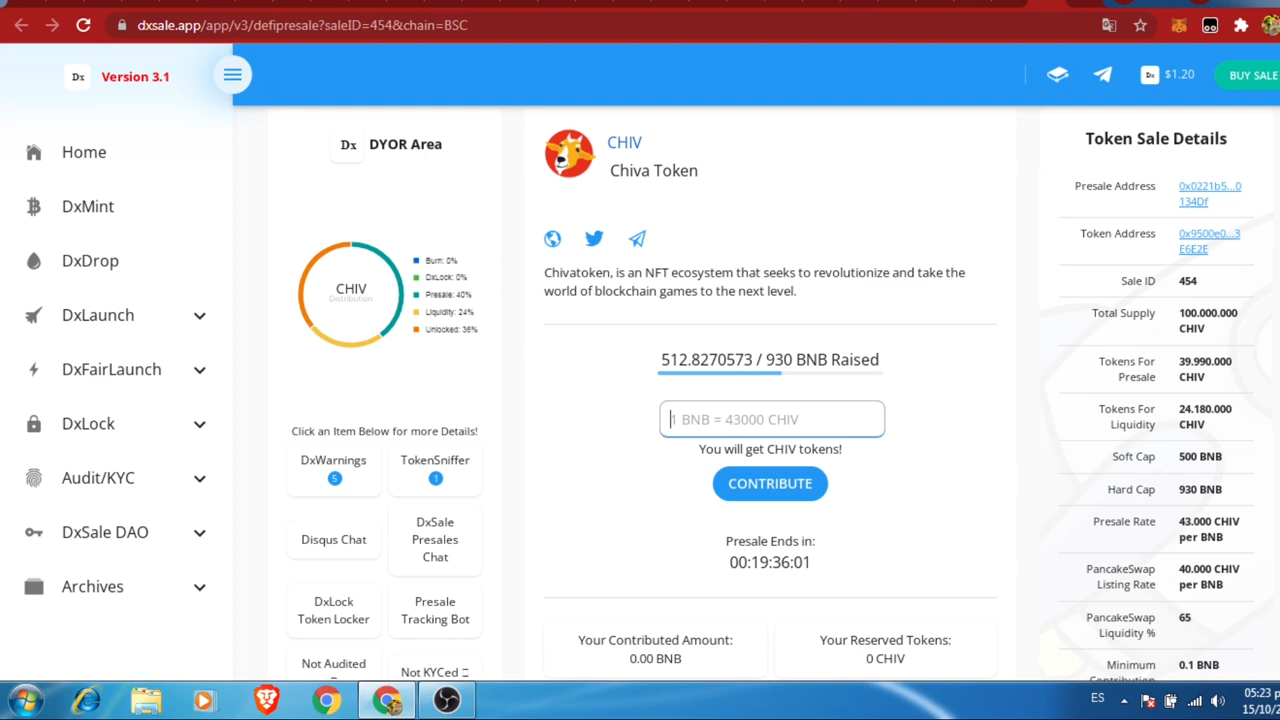 dxsale.app/app/v3/defipresale?saleID=454&chain=BSC
Dx Version 3.1
Dx $1.20
BUY SALE
Home
DxMint
DxDrop
DxLaunch
DxFairLaunch
DxLock
Audit/KYC
DxSale DAO
Archives
Dx DYOR Area
CHIV
Distribution
Burn: 0%
DxLock: 0%
Presale: 40%
Liquidity: 24%
Unlocked: 36%
Click an Item Below for more Details!
DxWarnings
5
TokenSniffer
1
Disqus Chat
DxSale
Presales
Chat
DxLock
Token Locker
Presale
Tracking Bot
Not Audited
Not KYCed
CHIV
Chiva Token
Chivatoken, is an NFT ecosystem that seeks to revolutionize and take the
world of blockchain games to the next level.
512.8270573 / 930 BNB Raised
1 BNB = 43000 CHIV
You will get CHIV tokens!
CONTRIBUTE
Presale Ends in:
00:19:36:01
Your Contributed Amount:
0.00 BNB
Your Reserved Tokens:
0 CHIV
Token Sale Details
Presale Address 0x0221b5...0
134Df
Token Address 0x9500e0...3
E6E2E
Sale ID 454
Total Supply 100.000.000
CHIV
Tokens For
Presale
39.990.000
CHIV
Tokens For
Liquidity
24.180.000
CHIV
Soft Cap 500 BNB
Hard Cap 930 BNB
Presale Rate 43.000 CHIV
per BNB
PancakeSwap
Listing Rate
40.000 CHIV
per BNB
PancakeSwap
Liquidity %
65
Minimum
Contribution
0.1 BNB
ES
05:23 p
15/10/2